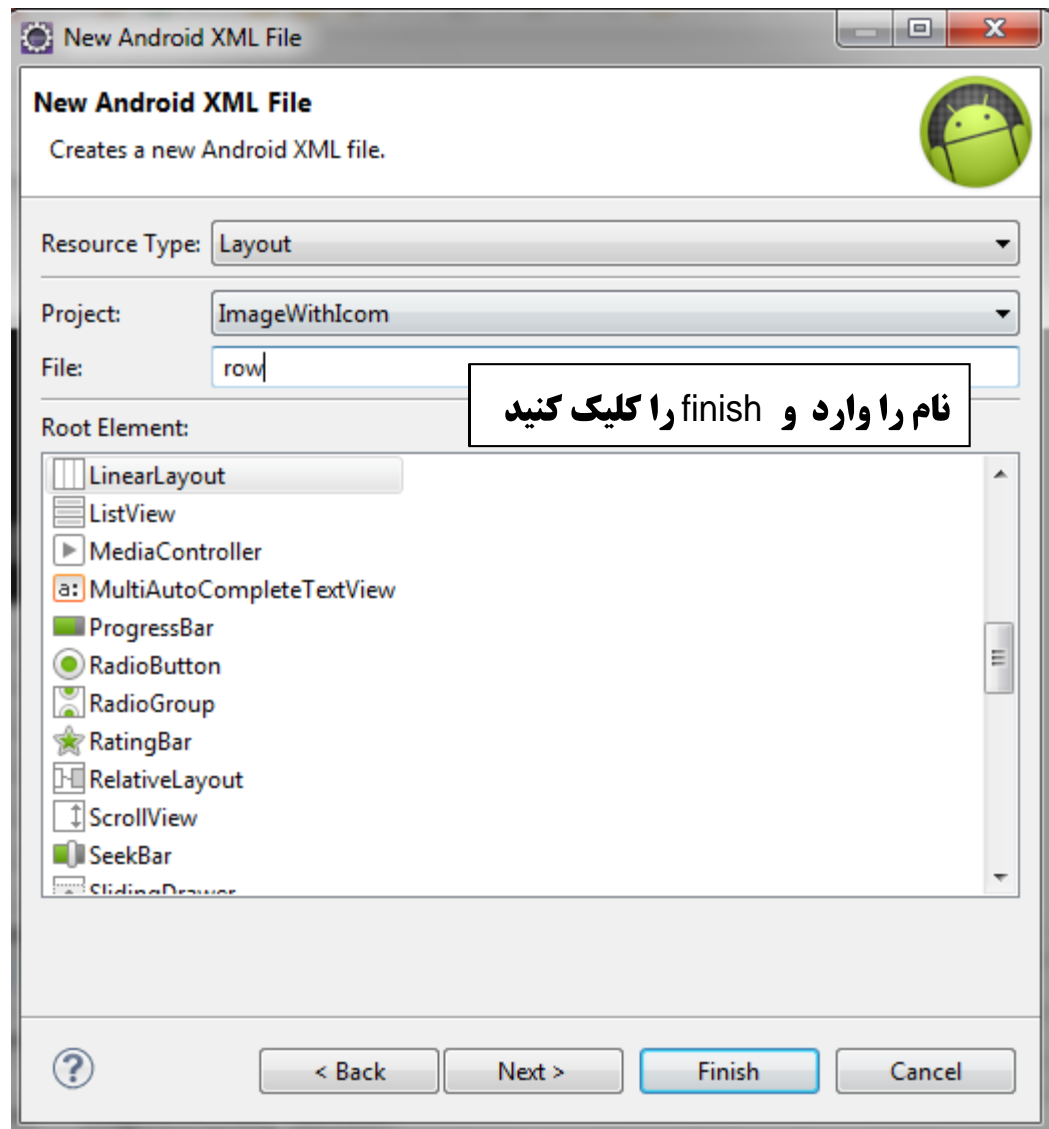 New Android XML File
New Android XML File
Creates a new Android XML file.
Resource Type: Layout
Project: ImageWithIcom
File: row
نام را وارد و finish را کلیک کنید
Root Element:
LinearLayout
ListView
MediaController
a: MultiAutoCompleteTextView
ProgressBar
RadioButton
RadioGroup
RatingBar
RelativeLayout
ScrollView
SeekBar
SlidingDrawer
? < Back Next > Finish Cancel